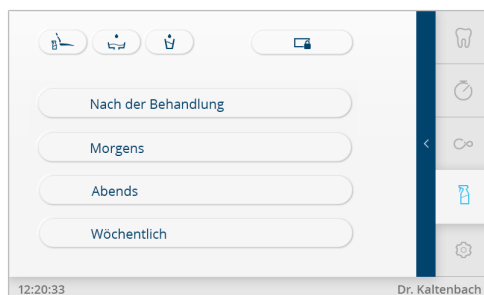 Nach der Behandlung
Morgens
Abends
Wöchentlich
12:20:33 Dr. Kaltenbach